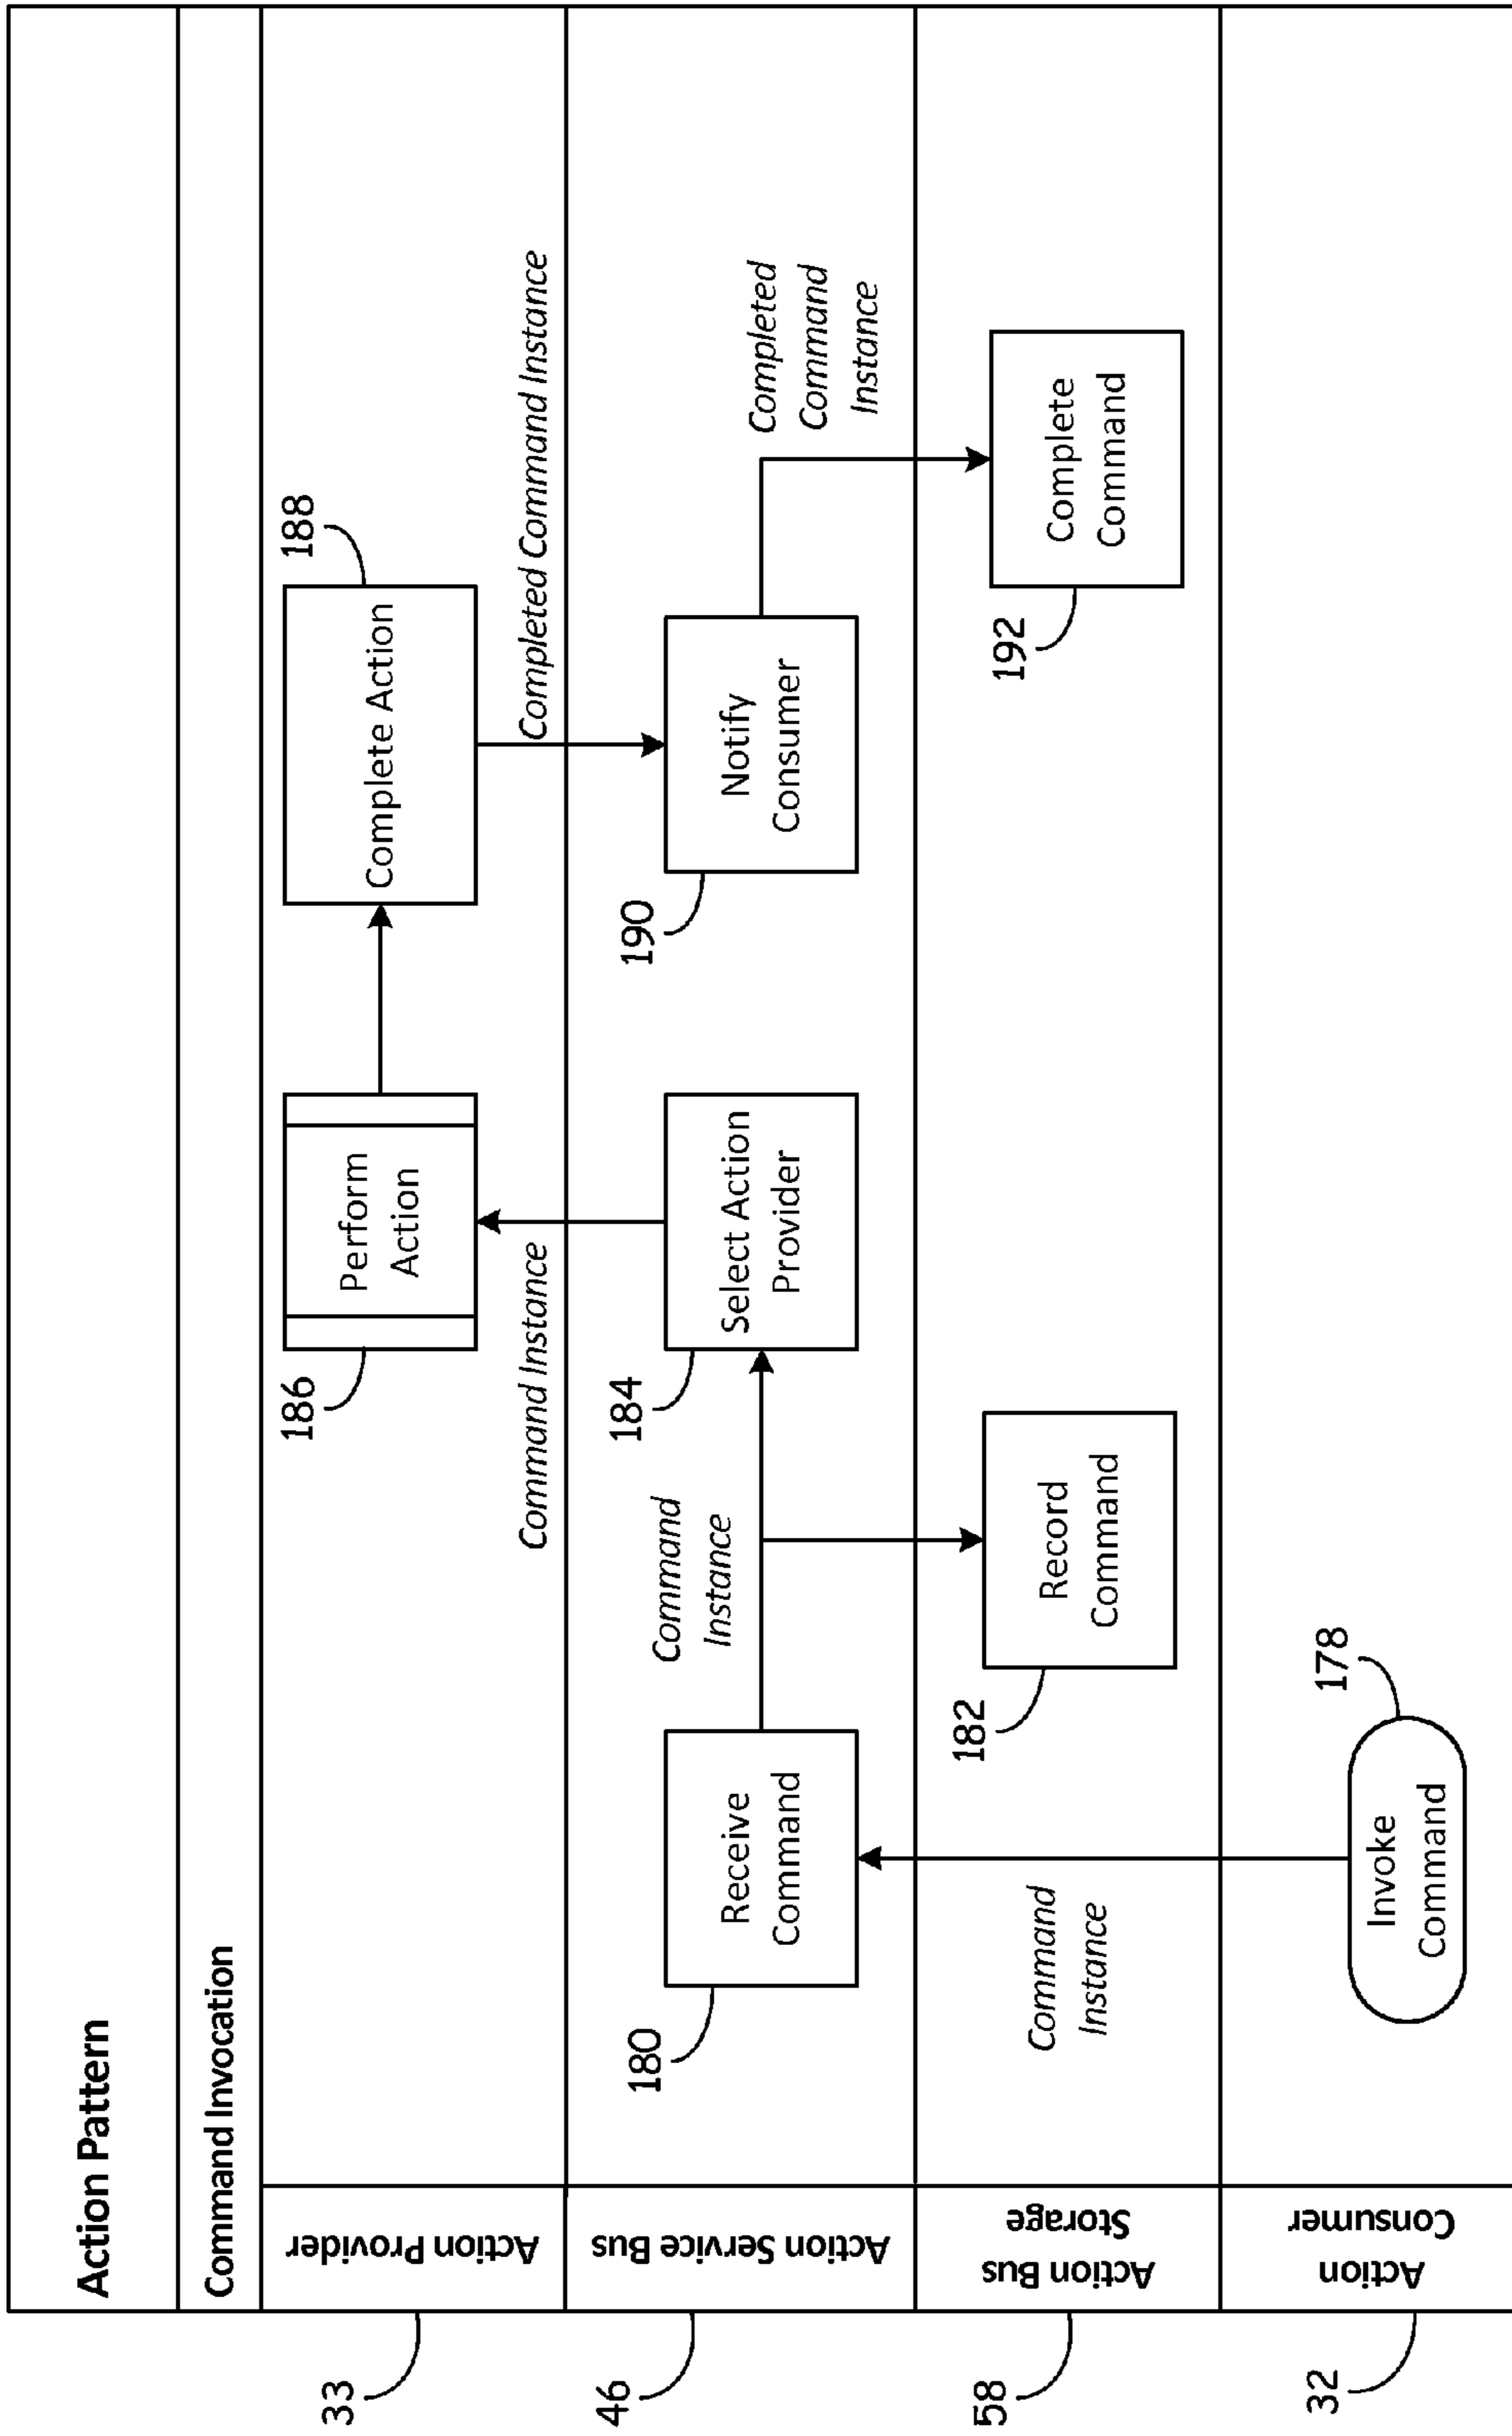 Action Pattern
Command Invocation
33
Action Provider
186
Perform
Action
188
Complete Action
Command Instance
Completed Command Instance
46
Action Service Bus
180
Receive
Command
Command
Instance
184
Select Action
Provider
190
Notify
Consumer
Completed
Command
Instance
58
Action Bus
Storage
Command
Instance
182
Record
Command
192
Complete
Command
32
Action
Consumer
Invoke
Command
178